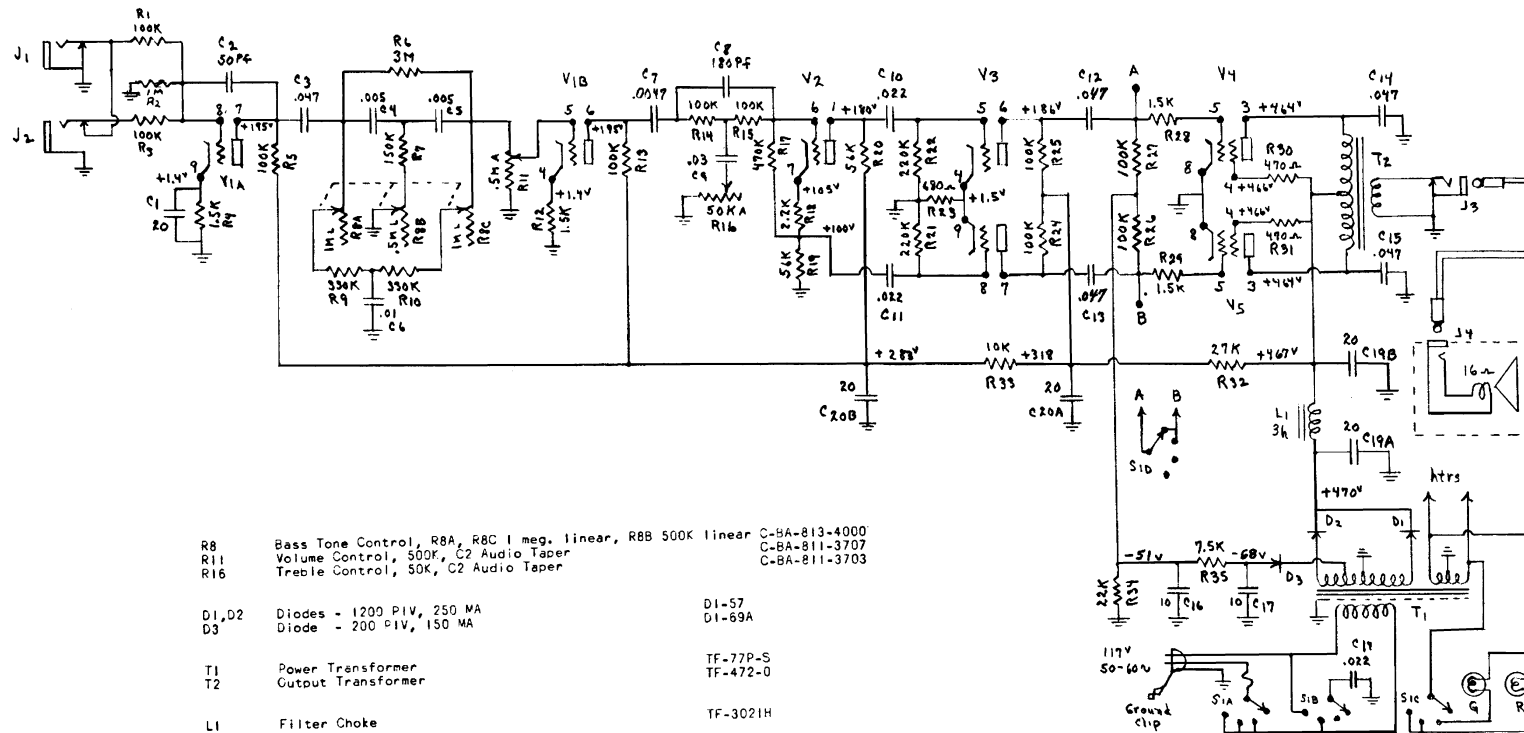 J1
R1
100K
1M
R2
C2
50PF
J2
100K
R3
8
7
+195V
9
+1.4V
V1A
C1
20
1.5K
R4
100K
R5
C3
.047
R6
3M
.005
C4
.005
C5
150K
R7
1ML
R8A
.5ML
R8B
1ML
R8C
330K
R9
330K
R10
.01
C6
.5MA
R11
V1B
5
6
+195V
4
+1.4V
R12
1.5K
100K
R13
C7
.0047
C8
180PF
100K
R14
100K
R15
.03
C9
50KA
R16
470K
R17
V2
6
1
+180V
7
+103V
2.2K
R18
+100V
56K
R19
56K
R20
C10
.022
220K
R22
680Ω
R23
220K
R21
.022
C11
V3
5
6
4
+1.5V
9
8
7
+186V
100K
R25
100K
R24
C12
.047
.047
C13
A
B
100K
R27
100K
R26
1.5K
R28
R29
1.5K
V4
5
3
+464V
8
4
+466V
R30
470Ω
4
+466V
470Ω
R31
8
5
3
+464V
V5
T2
C14
.047
C15
.047
J3
J4
16Ω
+283V
10K
R33
+318
27K
R32
+467V
20
C19B
20
C20B
20
C20A
A
B
S1D
L1
3h
20
C19A
+470V
htrs
D2
D1
-51V
7.5K
R35
-68V
D3
22K
R34
10
C16
10
C17
T1
117V
50-60~
Ground
Clip
S1A
S1B
.022
S1C
G
R
R8 Bass Tone Control, R8A, R8C 1 meg. linear, R8B 500K linear C-BA-813-4000
R11 Volume Control, 500K, C2 Audio Taper C-BA-811-3707
R16 Treble Control, 50K, C2 Audio Taper C-BA-811-3703
D1,D2 Diodes - 1200 PIV, 250 MA D1-57
D3 Diode - 200 PIV, 150 MA D1-69A
T1 Power Transformer TF-77P-S
T2 Output Transformer TF-472-0
L1 Filter Choke TF-3021H